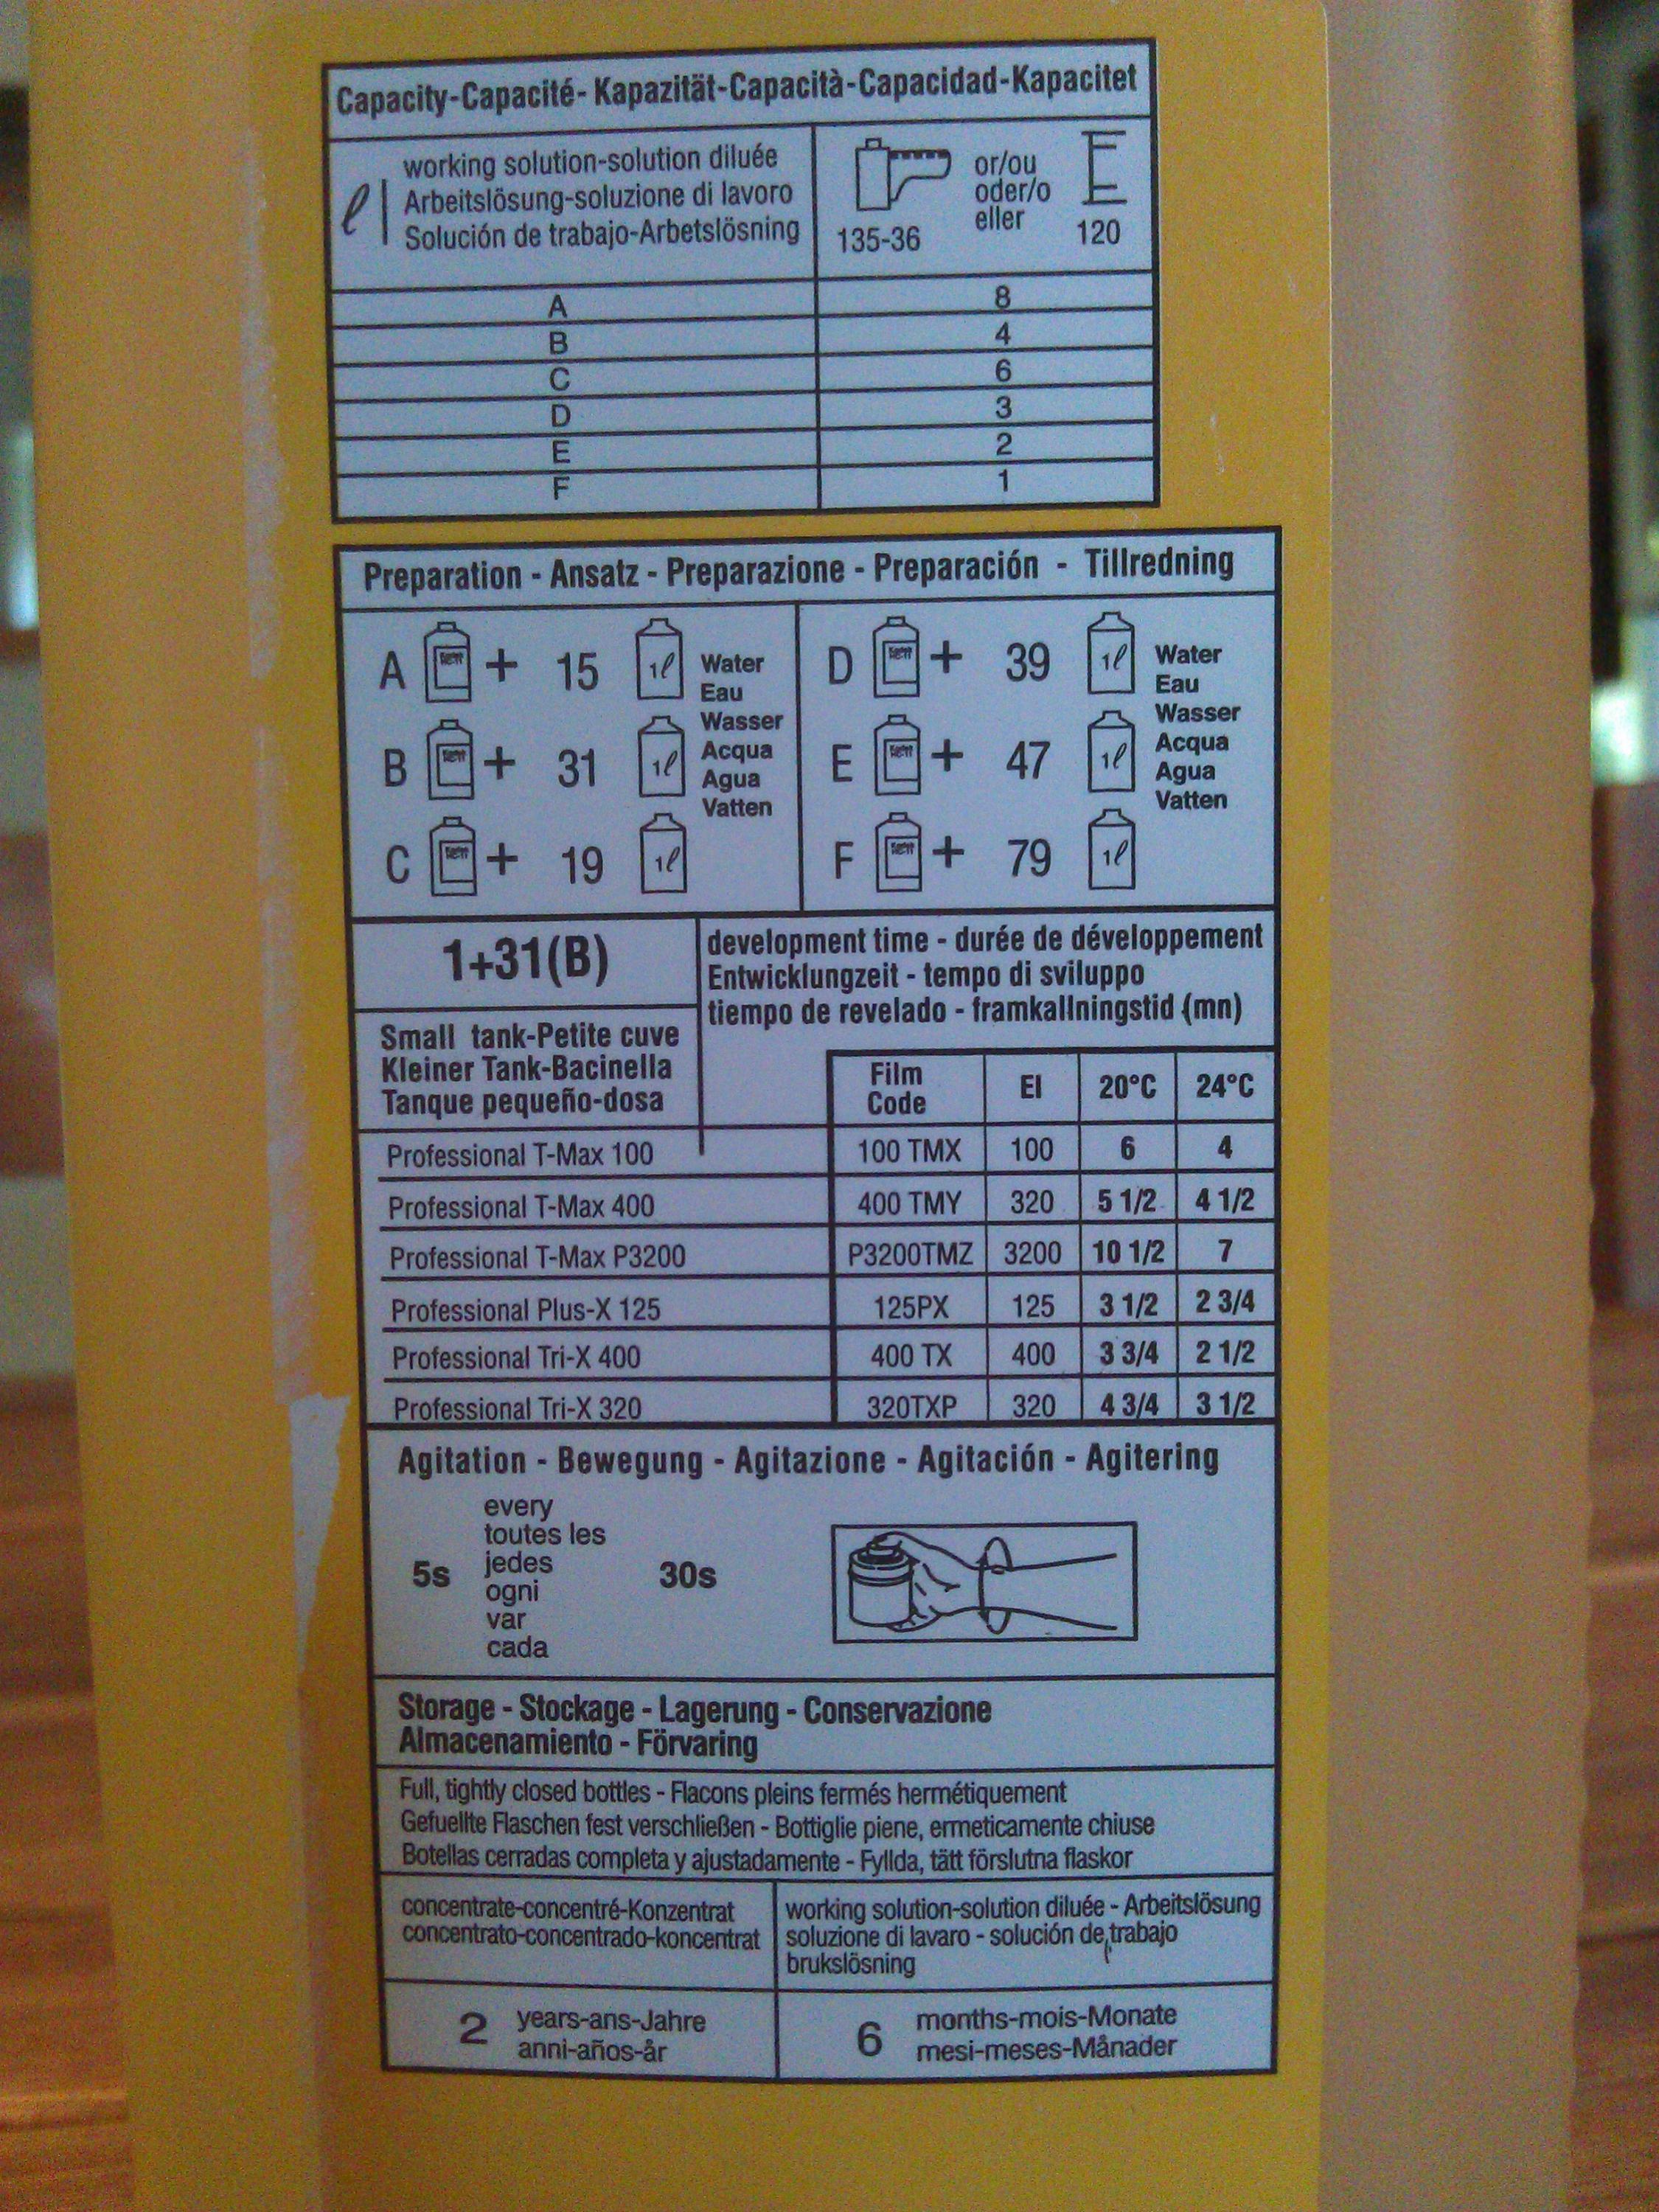 Capacity-Capacité- Kapazität-Capacità-Capacidad-Kapacitet
ℓ
working solution-solution diluée
Arbeitslösung-soluzione di lavoro
Solución de trabajo-Arbetslösning
135-36
or/ou
oder/o
eller
120
A 8
B 4
C 6
D 3
E 2
F 1
Preparation - Ansatz - Preparazione - Preparación - Tillredning
A + 15 1ℓ
B + 31 1ℓ
C + 19 1ℓ
Water
Eau
Wasser
Acqua
Agua
Vatten
D + 39 1ℓ
E + 47 1ℓ
F + 79 1ℓ
Water
Eau
Wasser
Acqua
Agua
Vatten
1+31(B)
development time - durée de développement
Entwicklungzeit - tempo di sviluppo
tiempo de revelado - framkallningstid (mn)
Small tank-Petite cuve
Kleiner Tank-Bacinella
Tanque pequeño-dosa
Film Code EI 20°C 24°C
Professional T-Max 100 100 TMX 100 6 4
Professional T-Max 400 400 TMY 320 5 1/2 4 1/2
Professional T-Max P3200 P3200TMZ 3200 10 1/2 7
Professional Plus-X 125 125PX 125 3 1/2 2 3/4
Professional Tri-X 400 400 TX 400 3 3/4 2 1/2
Professional Tri-X 320 320TXP 320 4 3/4 3 1/2
Agitation - Bewegung - Agitazione - Agitación - Agitering
5s
every
toutes les
jedes
ogni
var
cada
30s
Storage - Stockage - Lagerung - Conservazione
Almacenamiento - Förvaring
Full, tightly closed bottles - Flacons pleins fermés hermétiquement
Gefuellte Flaschen fest verschließen - Bottiglie piene, ermeticamente chiuse
Botellas cerradas completa y ajustadamente - Fyllda, tätt förslutna flaskor
concentrate-concentré-Konzentrat
concentrato-concentrado-koncentrat
working solution-solution diluée - Arbeitslösung
soluzione di lavaro - solución de trabajo
brukslösning
2
years-ans-Jahre
anni-años-år
6
months-mois-Monate
mesi-meses-Månader